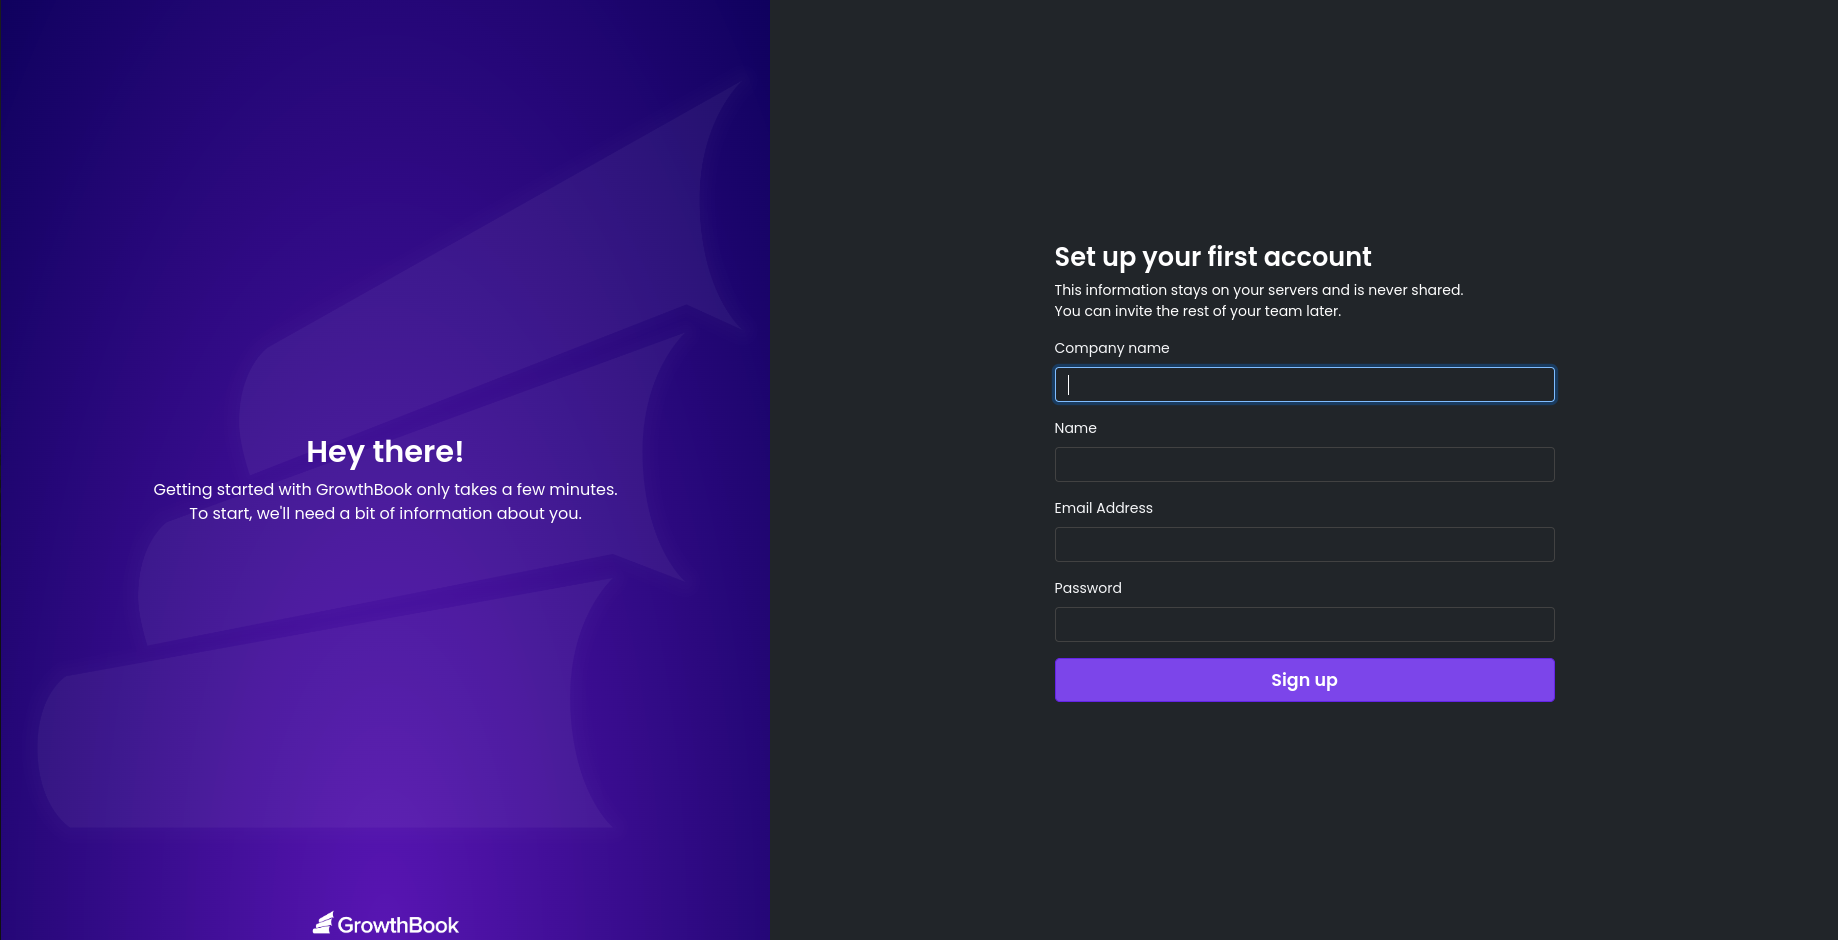 Hey there!
Getting started with GrowthBook only takes a few minutes.
To start, we'll need a bit of information about you.
GrowthBook
Set up your first account
This information stays on your servers and is never shared.
You can invite the rest of your team later.
Company name
Name
Email Address
Password
Sign up